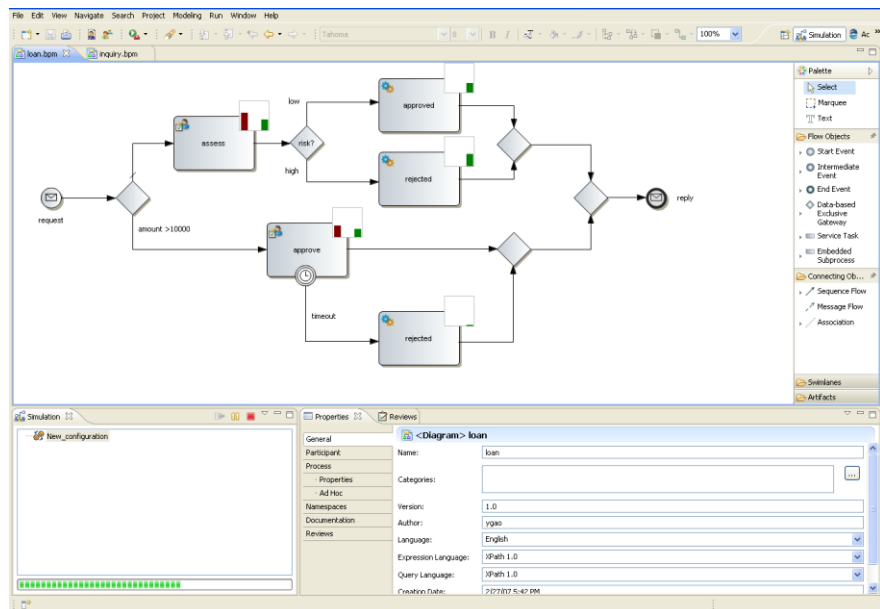 File Edit View Navigate Search Project Modeling Run Window Help
Tahoma 8 B I 100% Simulation Ac »
loan.bpm inquiry.bpm
Palette
Select
Marquee
Text
Flow Objects
Start Event
Intermediate
Event
End Event
Data-based
Exclusive
Gateway
Service Task
Embedded
Subprocess
Connecting Ob...
Sequence Flow
Message Flow
Association
Swimlanes
Artifacts
low
approved
assess
risk?
high
rejected
request
reply
amount >10000
approve
timeout
rejected
Simulation
New_configuration
Properties Reviews
General
Participant
Process
Properties
Ad Hoc
Namespaces
Documentation
Reviews
<Diagram> loan
Name: loan
Categories: ...
Version: 1.0
Author: ygao
Language: English
Expression Language: XPath 1.0
Query Language: XPath 1.0
Creation Date: 2/27/07 5:42 PM